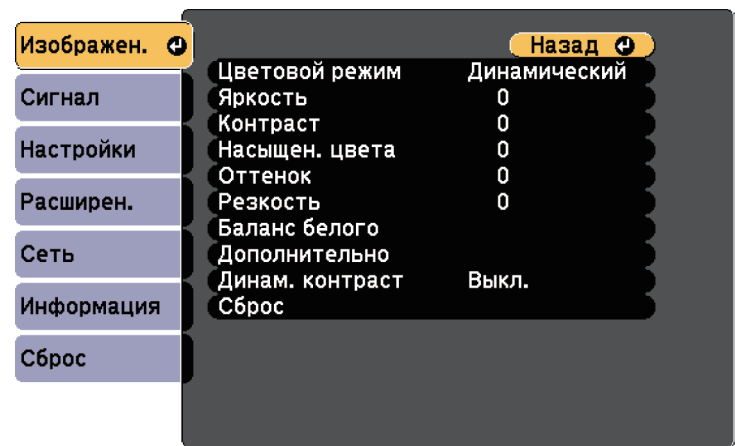 Изображен.
Сигнал
Настройки
Расширен.
Сеть
Информация
Сброс
Назад
Цветовой режим Динамический
Яркость 0
Контраст 0
Насыщен. цвета 0
Оттенок 0
Резкость 0
Баланс белого
Дополнительно
Динам. контраст Выкл.
Сброс